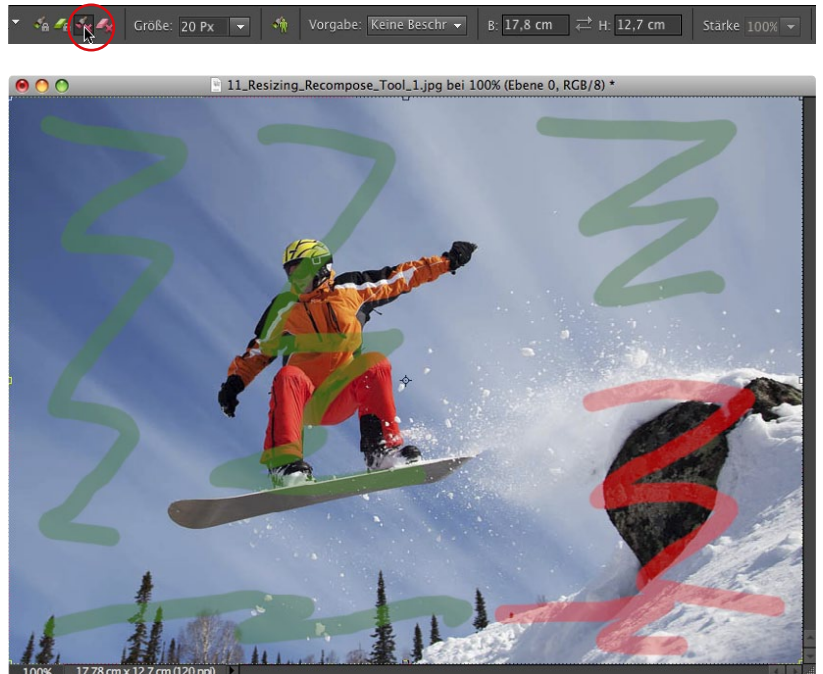 Größe: 20 Px Vorgabe: Keine Beschr B: 17,8 cm H: 12,7 cm Stärke 100%
11_Resizing_Recompose_Tool_1.jpg bei 100% (Ebene 0, RGB/8) *
100% 17,78 cm x 12,7 cm (120 ppi)